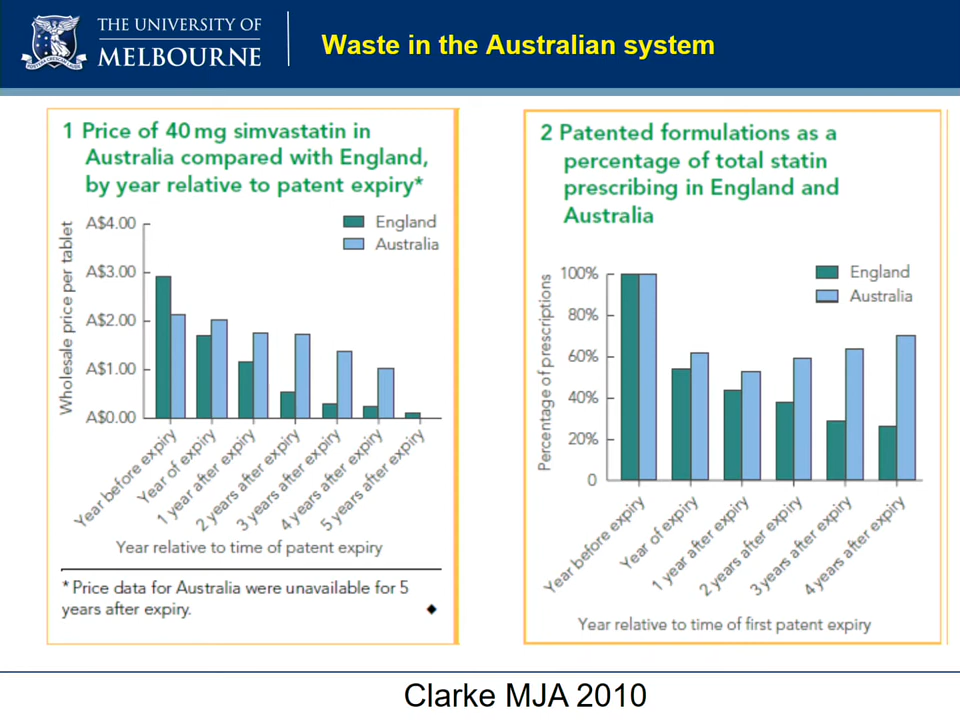 THE UNIVERSITY OF
MELBOURNE
Waste in the Australian system
1 Price of 40 mg simvastatin in
Australia compared with England,
by year relative to patent expiry*
Wholesale price per tablet
A$4.00
A$3.00
A$2.00
A$1.00
A$0.00
England
Australia
Year before expiry
Year of expiry
1 year after expiry
2 years after expiry
3 years after expiry
4 years after expiry
5 years after expiry
Year relative to time of patent expiry
* Price data for Australia were unavailable for 5
years after expiry.
2 Patented formulations as a
percentage of total statin
prescribing in England and
Australia
Percentage of prescriptions
100%
80%
60%
40%
20%
0
England
Australia
Year before expiry
Year of expiry
1 year after expiry
2 years after expiry
3 years after expiry
4 years after expiry
Year relative to time of first patent expiry
Clarke MJA 2010